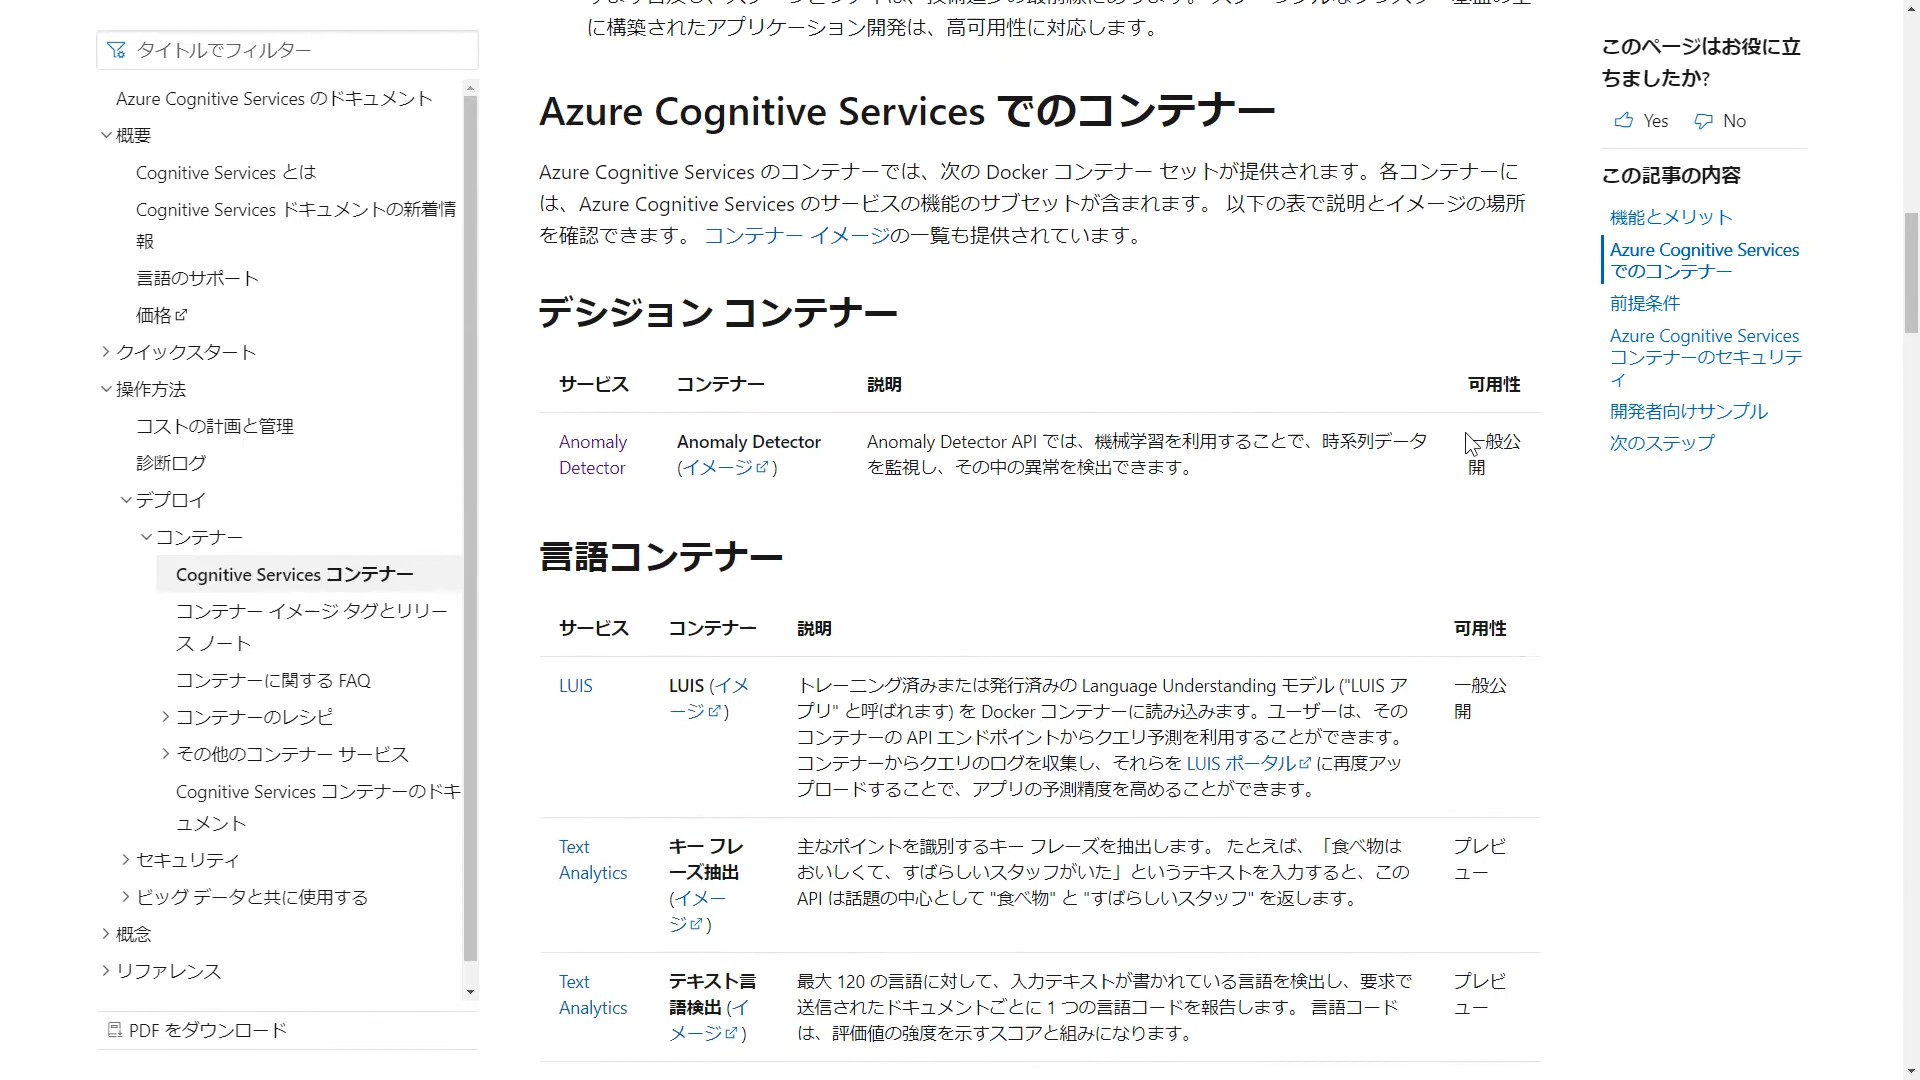 タイトルでフィルター
Azure Cognitive Services のドキュメント
概要
Cognitive Services とは
Cognitive Services ドキュメントの新着情
報
言語のサポート
価格
クイックスタート
操作方法
コストの計画と管理
診断ログ
デプロイ
コンテナー
Cognitive Services コンテナー
コンテナー イメージ タグとリリー
ス ノート
コンテナーに関する FAQ
コンテナーのレシピ
その他のコンテナー サービス
Cognitive Services コンテナーのドキ
ュメント
セキュリティ
ビッグ データと共に使用する
概念
リファレンス
PDF をダウンロード
に構築されたアプリケーション開発は、高可用性に対応します。
Azure Cognitive Services でのコンテナー
Azure Cognitive Services のコンテナーでは、次の Docker コンテナー セットが提供されます。各コンテナーに
は、Azure Cognitive Services のサービスの機能のサブセットが含まれます。 以下の表で説明とイメージの場所
を確認できます。 コンテナー イメージの一覧も提供されています。
デシジョン コンテナー
サービス コンテナー 説明 可用性
Anomaly Anomaly Detector Anomaly Detector API では、機械学習を利用することで、時系列データ 一般公
Detector (イメージ) を監視し、その中の異常を検出できます。 開
言語コンテナー
サービス コンテナー 説明 可用性
LUIS LUIS (イメ トレーニング済みまたは発行済みの Language Understanding モデル ("LUIS ア 一般公
ージ) プリ" と呼ばれます) を Docker コンテナーに読み込みます。ユーザーは、その 開
コンテナーの API エンドポイントからクエリ予測を利用することができます。
コンテナーからクエリのログを収集し、それらを LUIS ポータル に再度アッ
プロードすることで、アプリの予測精度を高めることができます。
Text キー フレ 主なポイントを識別するキー フレーズを抽出します。 たとえば、「食べ物は プレビ
Analytics ーズ抽出 おいしくて、すばらしいスタッフがいた」というテキストを入力すると、この ュー
(イメー API は話題の中心として "食べ物" と "すばらしいスタッフ" を返します。
ジ)
Text テキスト言 最大 120 の言語に対して、入力テキストが書かれている言語を検出し、要求で プレビ
Analytics 語検出 (イ 送信されたドキュメントごとに 1 つの言語コードを報告します。 言語コード ュー
メージ) は、評価値の強度を示すスコアと組みになります。
このページはお役に立
ちましたか?
Yes No
この記事の内容
機能とメリット
Azure Cognitive Services
でのコンテナー
前提条件
Azure Cognitive Services
コンテナーのセキュリテ
ィ
開発者向けサンプル
次のステップ